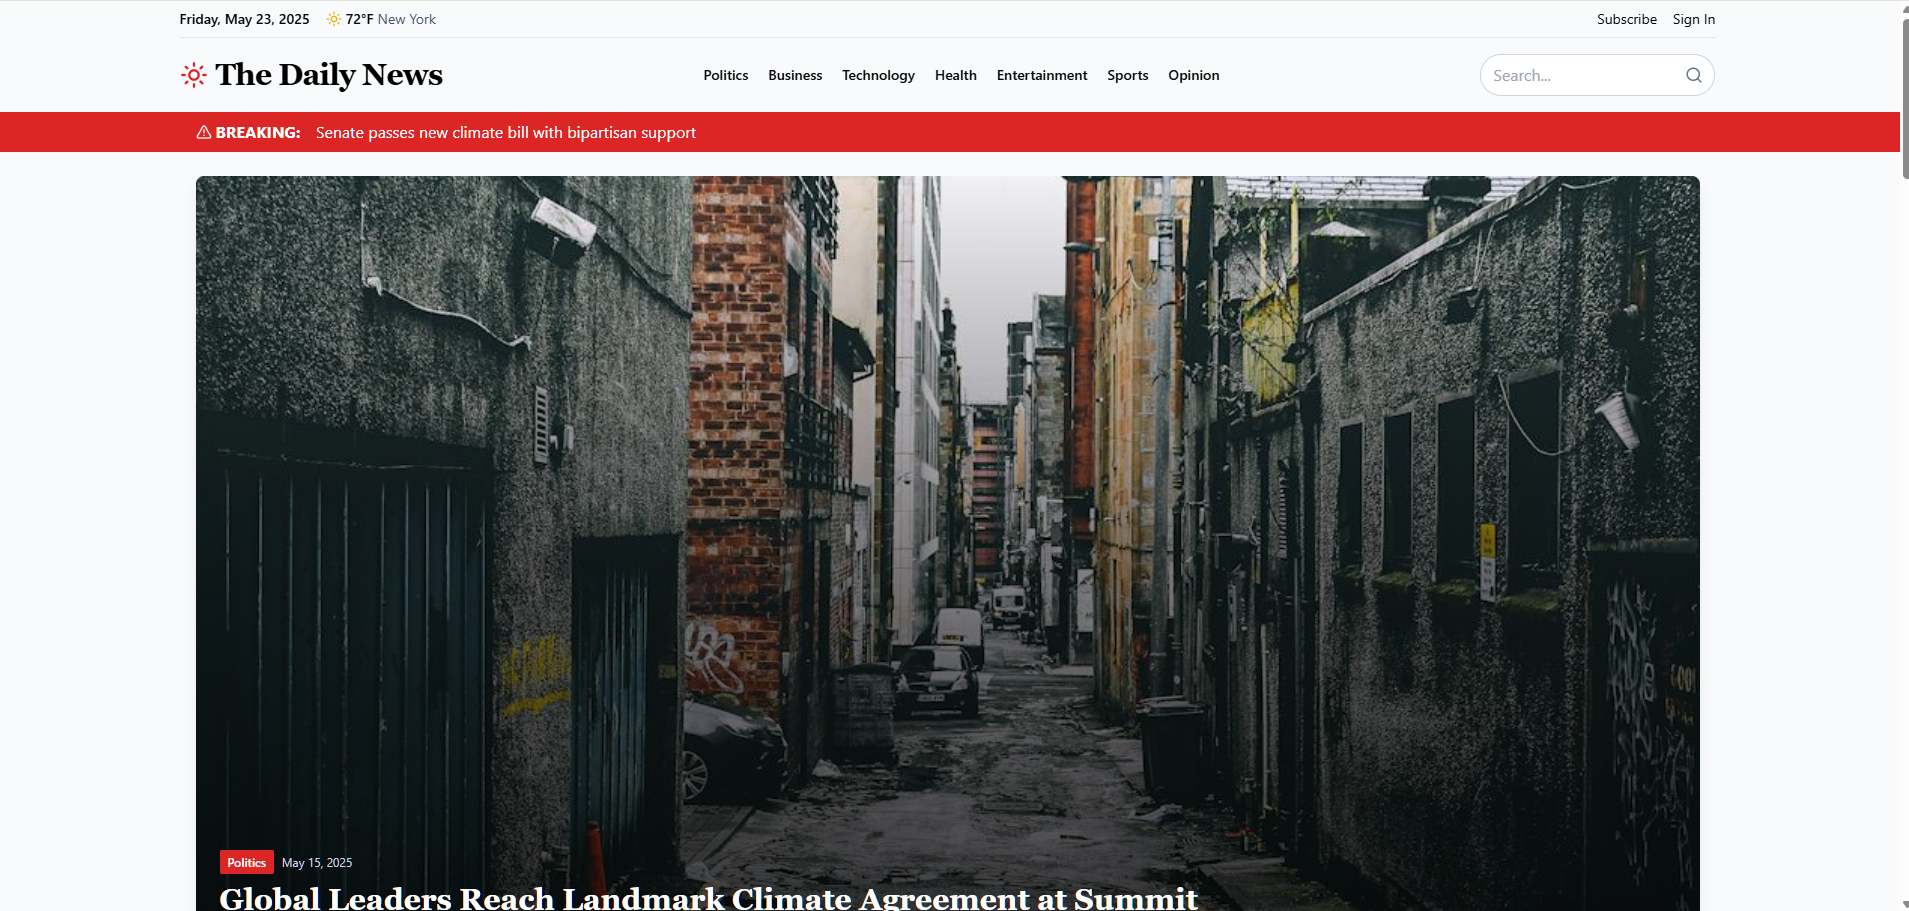 Friday, May 23, 2025 72°F New York Subscribe Sign In
The Daily News Politics Business Technology Health Entertainment Sports Opinion Search...
BREAKING: Senate passes new climate bill with bipartisan support
Politics May 15, 2025
Global Leaders Reach Landmark Climate Agreement at Summit